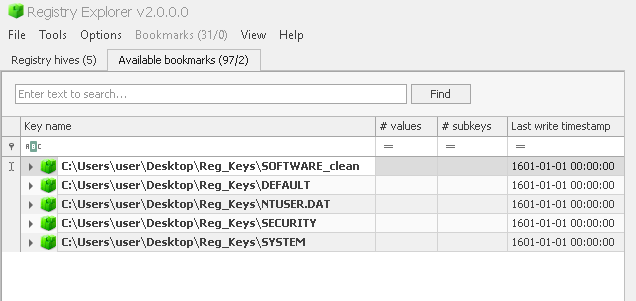 Registry Explorer v2.0.0.0
File Tools Options Bookmarks (31/0) View Help
Registry hives (5) Available bookmarks (97/2)
Enter text to search... Find
Key name # values # subkeys Last write timestamp
ABC = = =
C:\Users\user\Desktop\Reg_Keys\SOFTWARE_clean 1601-01-01 00:00:00
C:\Users\user\Desktop\Reg_Keys\DEFAULT 1601-01-01 00:00:00
C:\Users\user\Desktop\Reg_Keys\NTUSER.DAT 1601-01-01 00:00:00
C:\Users\user\Desktop\Reg_Keys\SECURITY 1601-01-01 00:00:00
C:\Users\user\Desktop\Reg_Keys\SYSTEM 1601-01-01 00:00:00